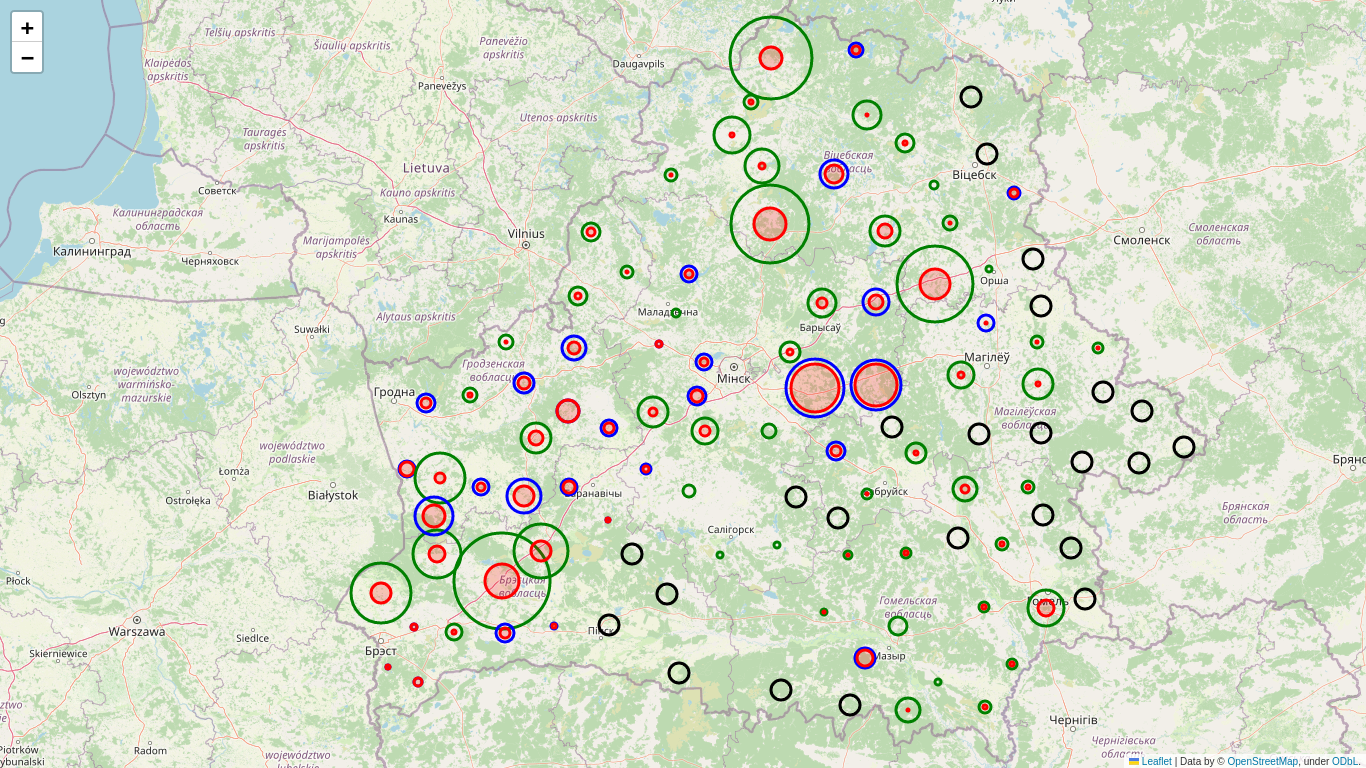 +
−
Telšių apskritis
Šiaulių apskritis
Panevėžio
apskritis
Daugavpils
Луки
Klaipėdos
apskritis
Panevėžys
Utenos apskritis
Tauragės
apskritis
Lietuva
Віцебская
вобласць
Віцебск
Советск
Kauno apskritis
Kaunas
Калининградская
область
Marijampolės
apskritis
Vilnius
Калининград
Черняховск
Смоленск
Смоленская
область
Орша
Alytaus apskritis
Маладзечна
Suwałki
Барысаў
Магілёў
województwo
warmińsko-
mazurskie
Гродзенская
вобласць
Мінск
Гродна
Olsztyn
Магілёўская
вобласць
województwo
podlaskie
Łomża
Białystok
Ostrołęka
Баранавічы
Бабруйск
Салігорск
Брянская
область
Płock
Брэсцкая
вобласць
Гомельская
вобласць
Гомель
Warszawa
Siedlce
Пінск
Skierniewice
Брэст
Мазыр
Чернігів
Piotrków
Radom
województwo
Чернігівська
область
Leaflet | Data by © OpenStreetMap, under ODbL.